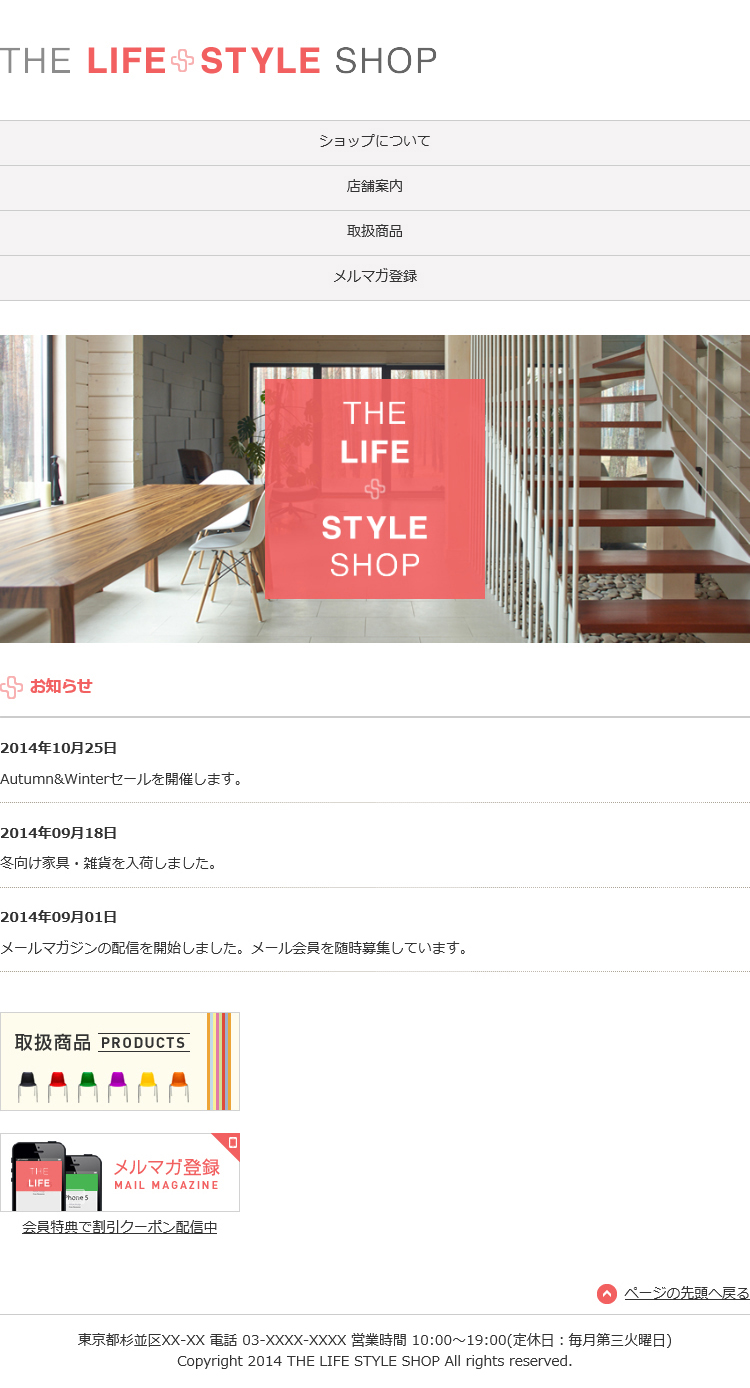 THE LIFE STYLE SHOP
ショップについて
店舗案内
取扱商品
メルマガ登録
THE
LIFE
STYLE
SHOP
お知らせ
2014年10月25日
Autumn&Winterセールを開催します。
2014年09月18日
冬向け家具・雑貨を入荷しました。
2014年09月01日
メールマガジンの配信を開始しました。メール会員を随時募集しています。
取扱商品 PRODUCTS
THE
LIFE
iPhone 5
メルマガ登録
MAIL MAGAZINE
会員特典で割引クーポン配信中
ページの先頭へ戻る
東京都杉並区XX-XX 電話 03-XXXX-XXXX 営業時間 10:00～19:00(定休日：毎月第三火曜日)
Copyright 2014 THE LIFE STYLE SHOP All rights reserved.